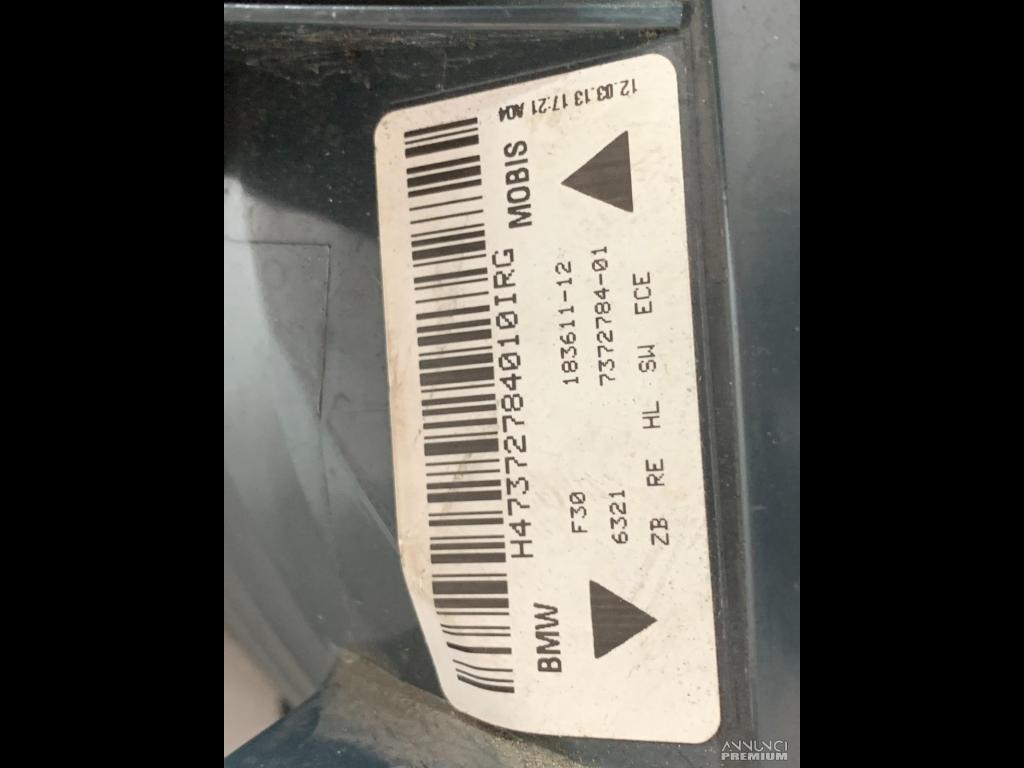 12.03.13 17:21 A04
H47372784010IRG
BMW MOBIS
F30 183611-12
6321 7372784-01
ZB RE HL SW ECE
ANNUNCI
PREMIUM